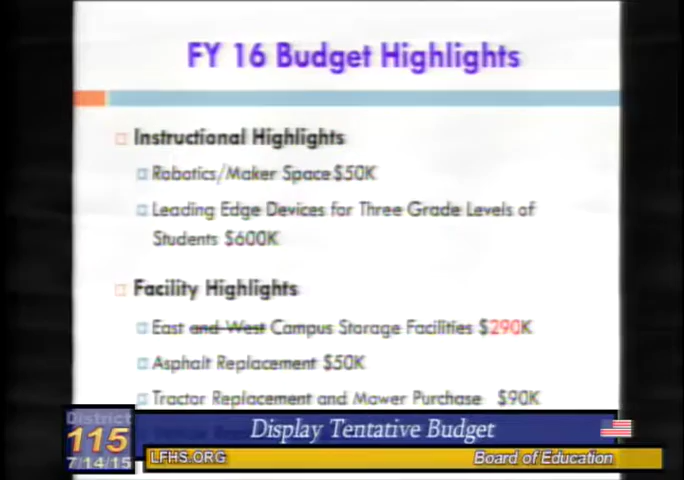 FY 16 Budget Highlights
Instructional Highlights
Robotics/Maker Space $50K
Leading Edge Devices for Three Grade Levels of
Students $600K
Facility Highlights
East and West Campus Storage Facilities $290K
Asphalt Replacement $50K
Tractor Replacement and Mower Purchase $90K
District
115
7/14/15
Display Tentative Budget
LFHS.ORG
Board of Education